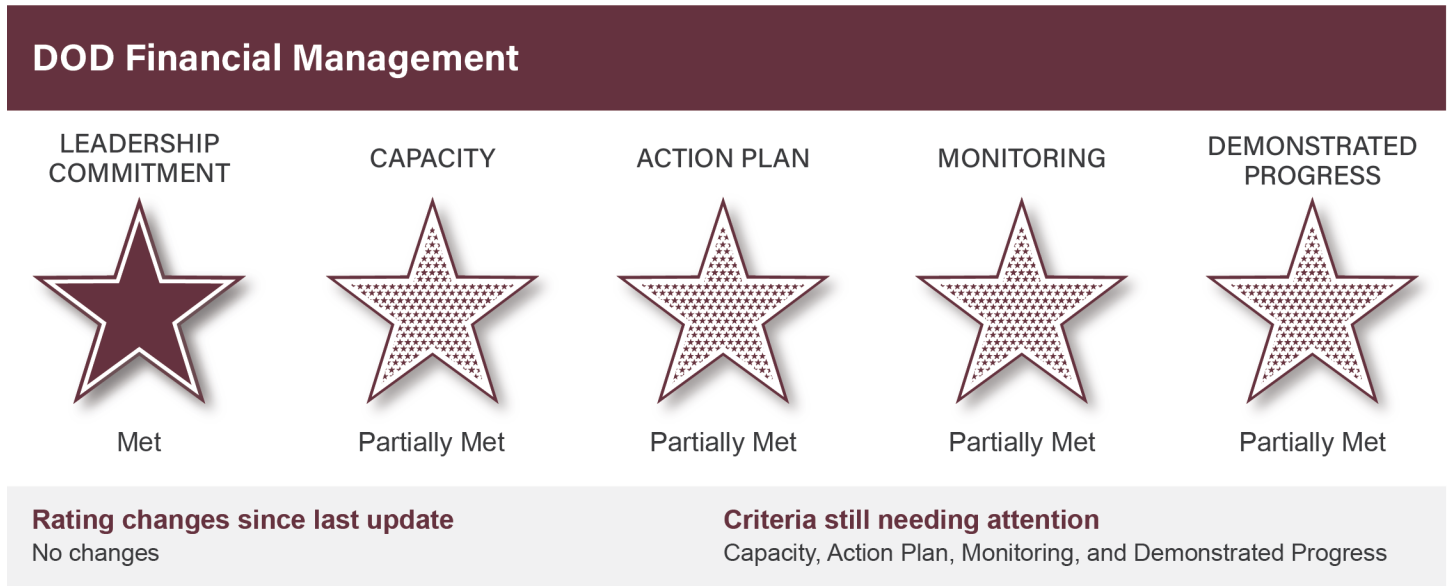 DOD Financial Management
LEADERSHIP
COMMITMENT
CAPACITY
ACTION PLAN
MONITORING
DEMONSTRATED
PROGRESS
Met
Partially Met
Partially Met
Partially Met
Partially Met
Rating changes since last update
No changes
Criteria still needing attention
Capacity, Action Plan, Monitoring, and Demonstrated Progress